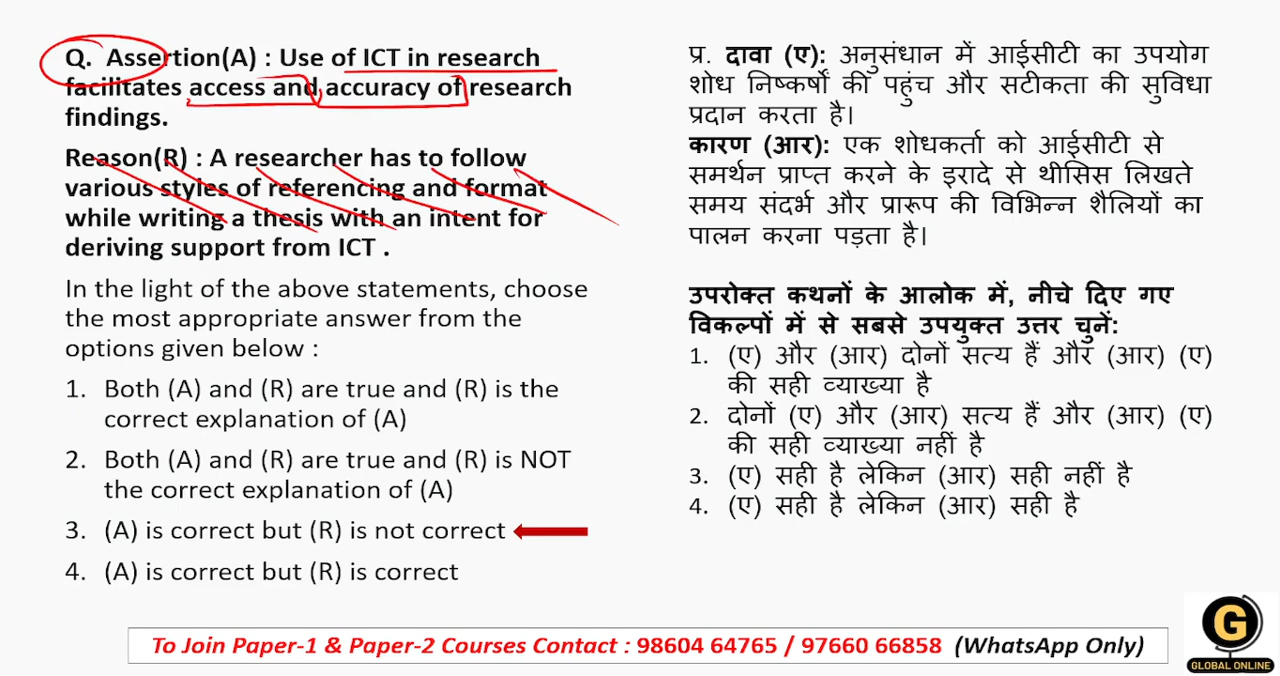 Q. Assertion(A) : Use of ICT in research
facilitates access and accuracy of research
findings.
Reason(R) : A researcher has to follow
various styles of referencing and format
while writing a thesis with an intent for
deriving support from ICT .
In the light of the above statements, choose
the most appropriate answer from the
options given below :
1. Both (A) and (R) are true and (R) is the
correct explanation of (A)
2. Both (A) and (R) are true and (R) is NOT
the correct explanation of (A)
3. (A) is correct but (R) is not correct
4. (A) is correct but (R) is correct
प्र. दावा (ए): अनुसंधान में आईसीटी का उपयोग
शोध निष्कर्षों की पहुंच और सटीकता की सुविधा
प्रदान करता है।
कारण (आर): एक शोधकर्ता को आईसीटी से
समर्थन प्राप्त करने के इरादे से थीसिस लिखते
समय संदर्भ और प्रारूप की विभिन्न शैलियों का
पालन करना पड़ता है।
उपरोक्त कथनों के आलोक में, नीचे दिए गए
विकल्पों में से सबसे उपयुक्त उत्तर चुनें:
1. (ए) और (आर) दोनों सत्य हैं और (आर) (ए)
की सही व्याख्या है
2. दोनों (ए) और (आर) सत्य हैं और (आर) (ए)
की सही व्याख्या नहीं है
3. (ए) सही है लेकिन (आर) सही नहीं है
4. (ए) सही है लेकिन (आर) सही है
To Join Paper-1 & Paper-2 Courses Contact : 98604 64765 / 97660 66858 (WhatsApp Only)
G
GLOBAL ONLINE